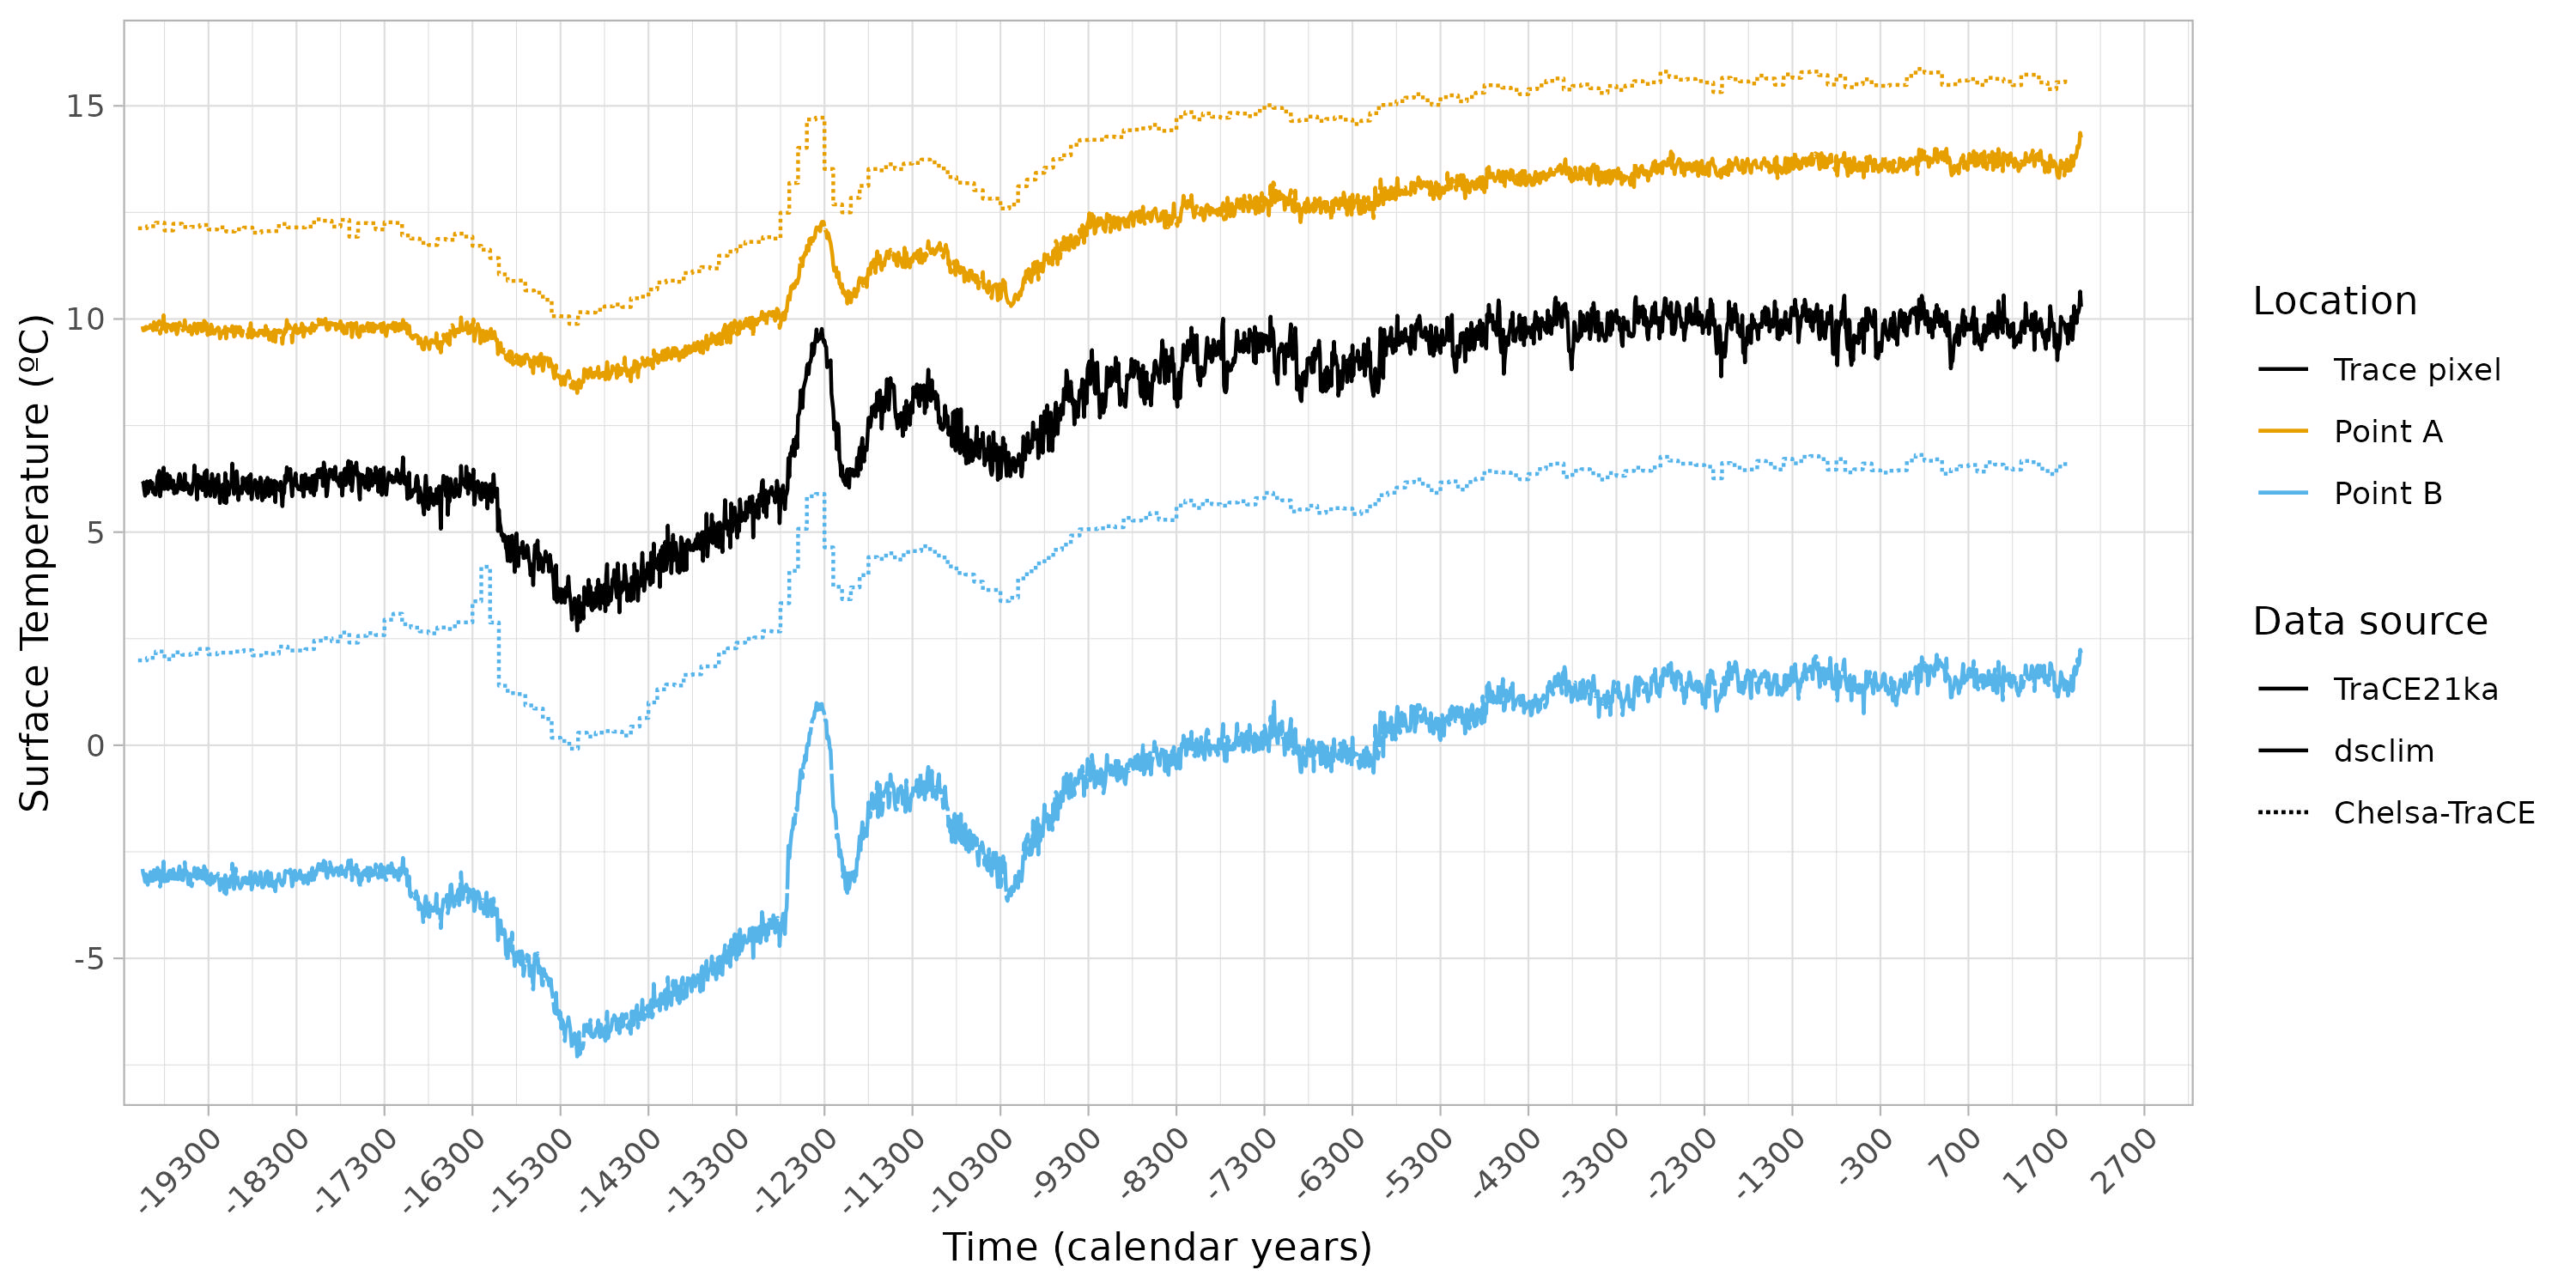 15
10
5
0
-5
Surface Temperature (ºC)
-19300
-18300
-17300
-16300
-15300
-14300
-13300
-12300
-11300
-10300
-9300
-8300
-7300
-6300
-5300
-4300
-3300
-2300
-1300
-300
700
1700
2700
Time (calendar years)
Location
Trace pixel
Point A
Point B
Data source
TraCE21ka
dsclim
Chelsa-TraCE